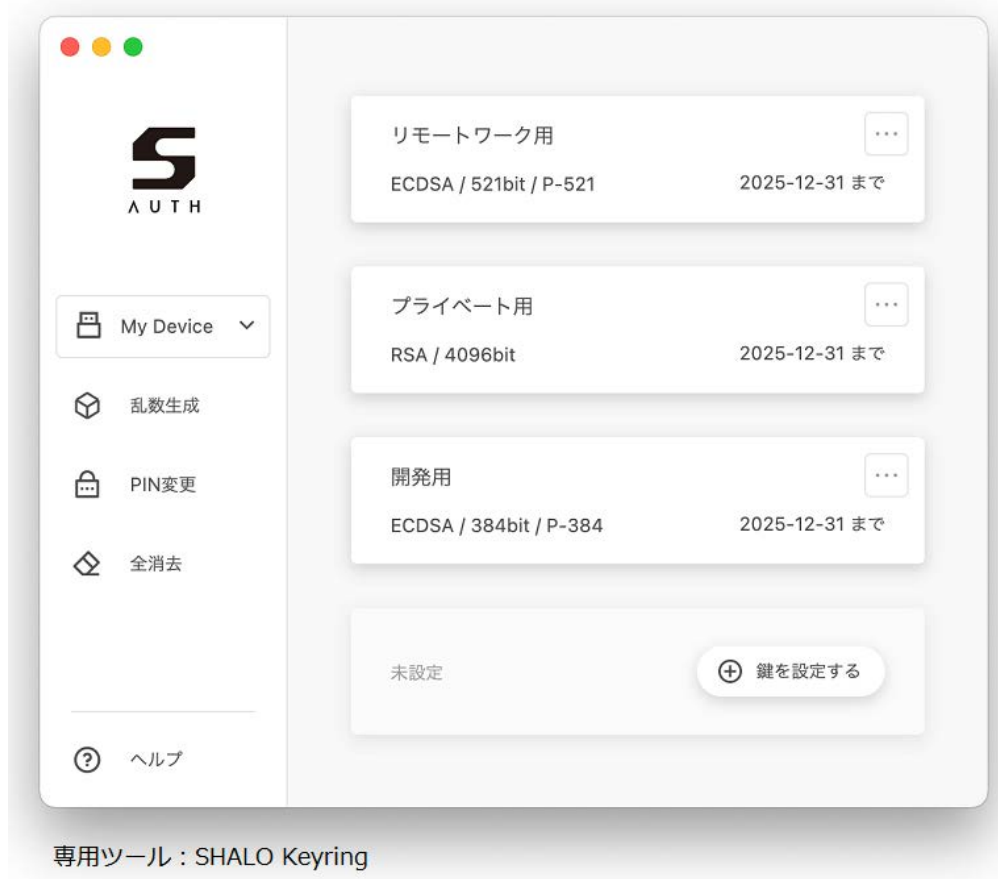 S
AUTH
My Device
乱数生成
PIN変更
全消去
ヘルプ
リモートワーク用
ECDSA / 521bit / P-521 2025-12-31 まで
プライベート用
RSA / 4096bit 2025-12-31 まで
開発用
ECDSA / 384bit / P-384 2025-12-31 まで
未設定 鍵を設定する
専用ツール：SHALO Keyring